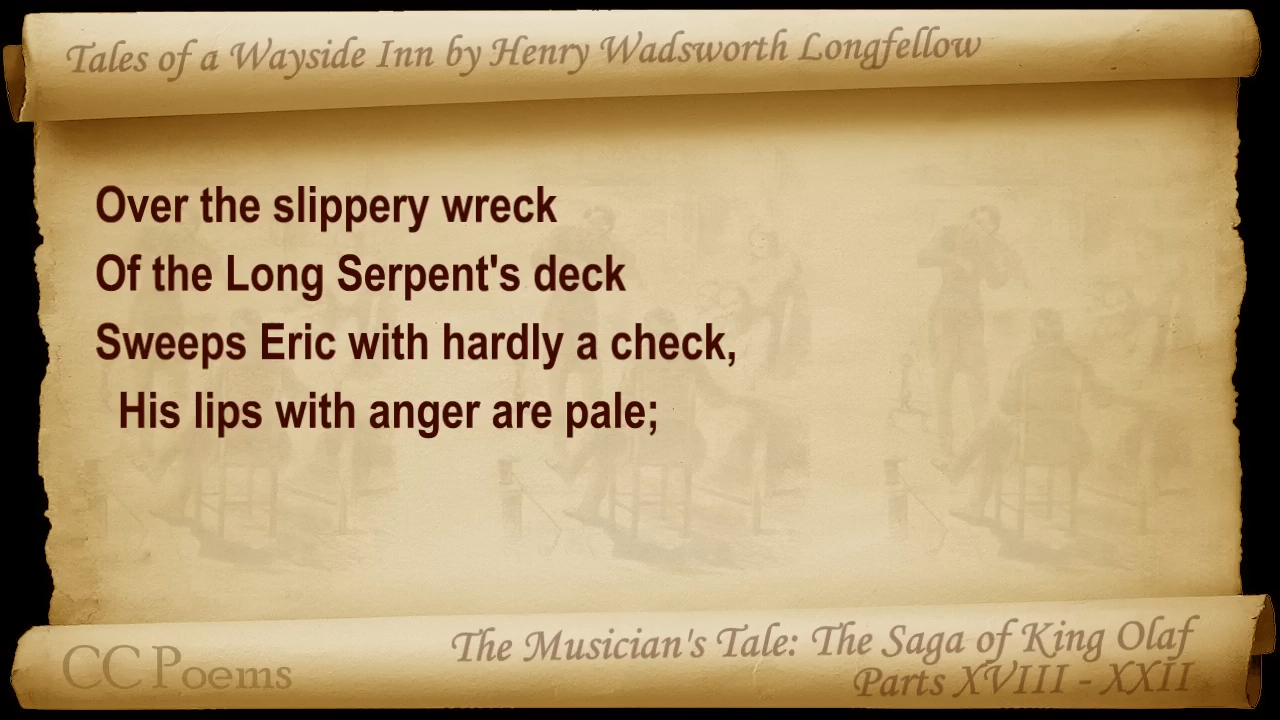 Tales of a Wayside Inn by Henry Wadsworth Longfellow
Over the slippery wreck
Of the Long Serpent's deck
Sweeps Eric with hardly a check,
His lips with anger are pale;
CC Poems
The Musician's Tale: The Saga of King Olaf
Parts XVIII - XXII